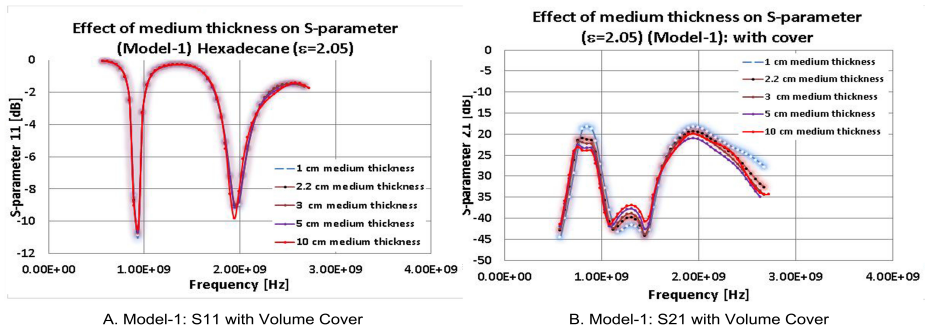 Effect of medium thickness on S-parameter
(Model-1) Hexadecane (ε=2.05)
S-parameter 11 [dB]
0
-2
-4
-6
-8
-10
-12
1 cm medium thickness
2.2 cm medium thickness
3 cm medium thickness
5 cm medium thickness
10 cm medium thickness
0.00E+00 1.00E+09 2.00E+09 3.00E+09 4.00E+09
Frequency [Hz]
A. Model-1: S11 with Volume Cover
Effect of medium thickness on S-parameter
(ε=2.05) (Model-1): with cover
S-parameter 21 [dB]
0
-5
-10
-15
20
25
30
35
40
-45
-50
1 cm medium thickness
2.2 cm medium thickness
3 cm medium thickness
5 cm medium thickness
10 cm medium thickness
0.00E+00 1.00E+09 2.00E+09 3.00E+09 4.00E+09
Frequency [Hz]
B. Model-1: S21 with Volume Cover